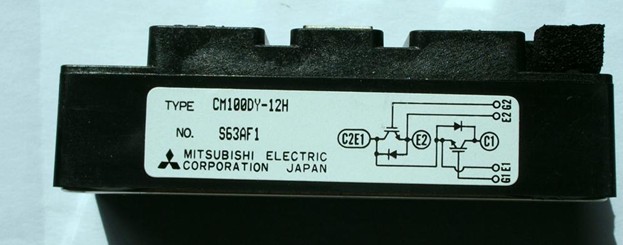 TYPE CM100DY-12H
NO. S63AF1
MITSUBISHI ELECTRIC
CORPORATION JAPAN
G2
E2
C2E1 E2 C1
E1
G1